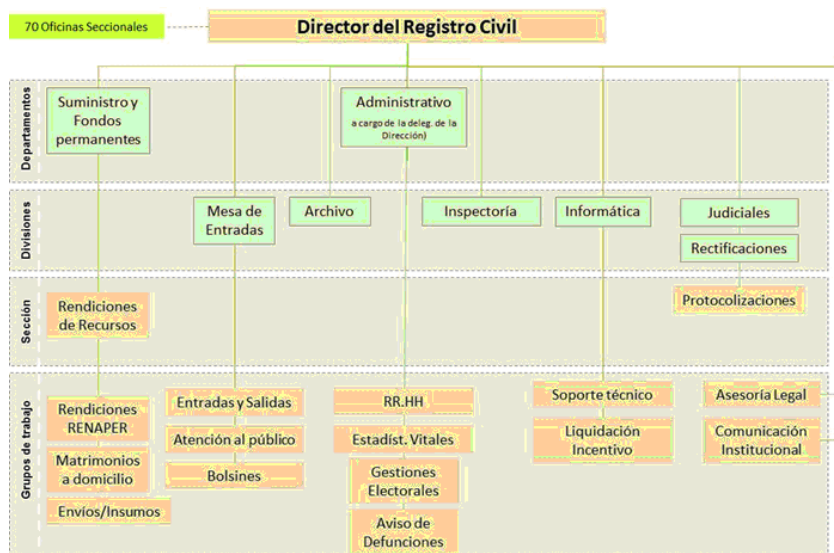 70 Oficinas Seccionales
Director del Registro Civil
Departamentos
Suministro y
Fondos
permanentes
Administrativo
a cargo de la deleg. de la
Dirección)
Divisiones
Mesa de
Entradas
Archivo
Inspectoría
Informática
Judiciales
Rectificaciones
Sección
Rendiciones
de Recursos
Protocolizaciones
Grupos de trabajo
Rendiciones
RENAPER
Matrimonios
a domicilio
Envíos/Insumos
Entradas y Salidas
Atención al público
Bolsines
RR.HH
Estadíst. Vitales
Gestiones
Electorales
Aviso de
Defunciones
Soporte técnico
Liquidación
Incentivo
Asesoría Legal
Comunicación
Institucional